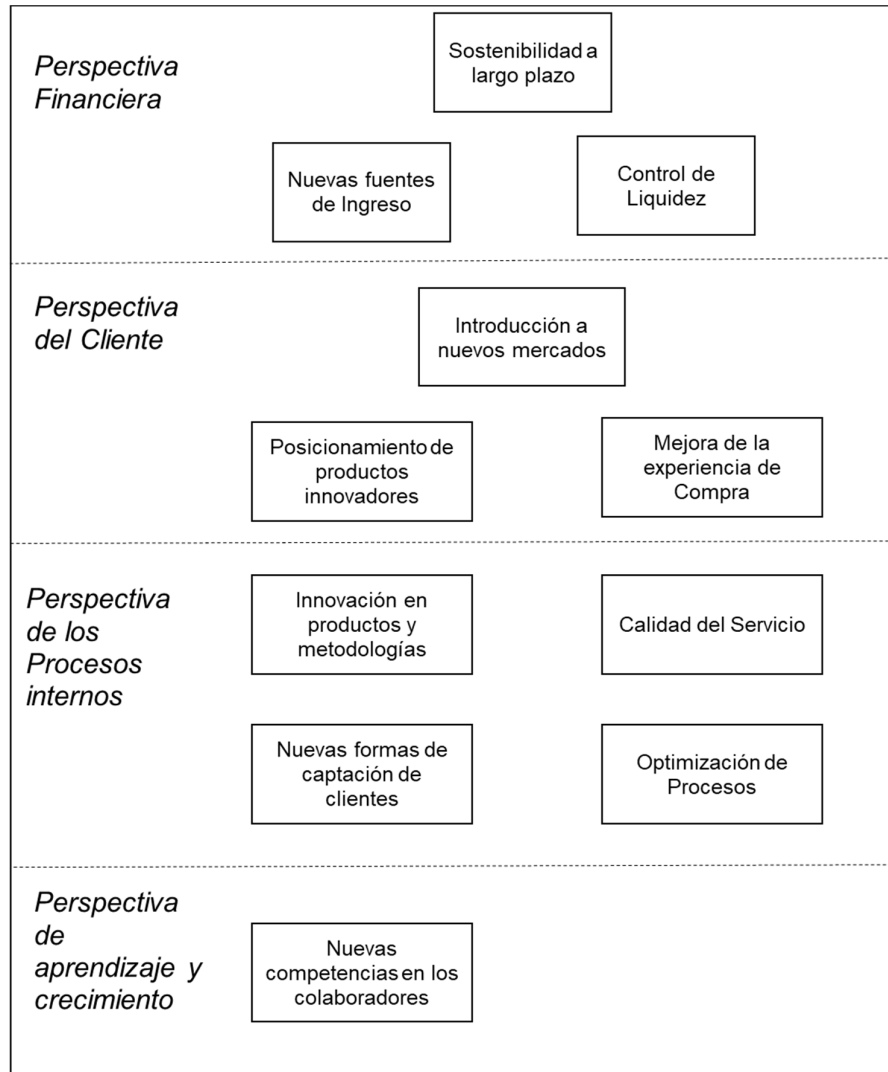 Perspectiva
Financiera
Sostenibilidad a
largo plazo
Nuevas fuentes
de Ingreso
Control de
Liquidez
Perspectiva
del Cliente
Introducción a
nuevos mercados
Posicionamiento de
productos
innovadores
Mejora de la
experiencia de
Compra
Perspectiva
de los
Procesos
internos
Innovación en
productos y
metodologías
Calidad del Servicio
Nuevas formas de
captación de
clientes
Optimización de
Procesos
Perspectiva
de
aprendizaje y
crecimiento
Nuevas
competencias en los
colaboradores